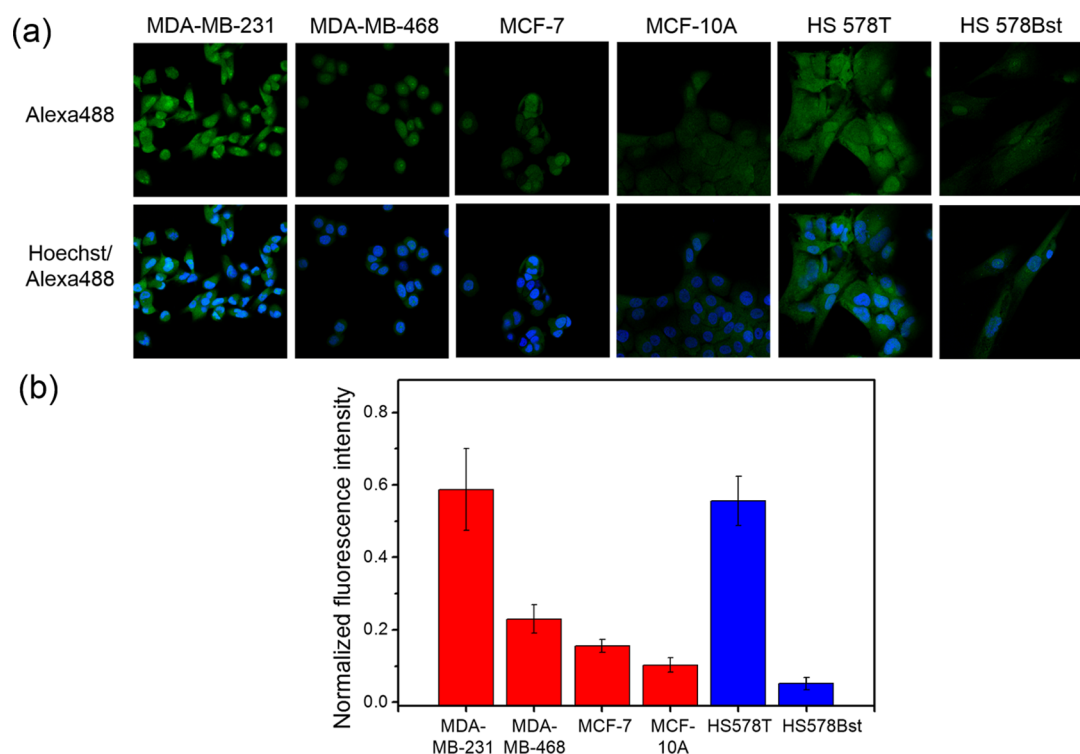 (a)
MDA-MB-231 MDA-MB-468 MCF-7 MCF-10A HS 578T HS 578Bst
Alexa488
Hoechst/
Alexa488
(b)
Normalized fluorescence intensity
0.8
0.6
0.4
0.2
0.0
MDA-
MB-231
MDA-
MB-468
MCF-7
MCF-
10A
HS578T
HS578Bst